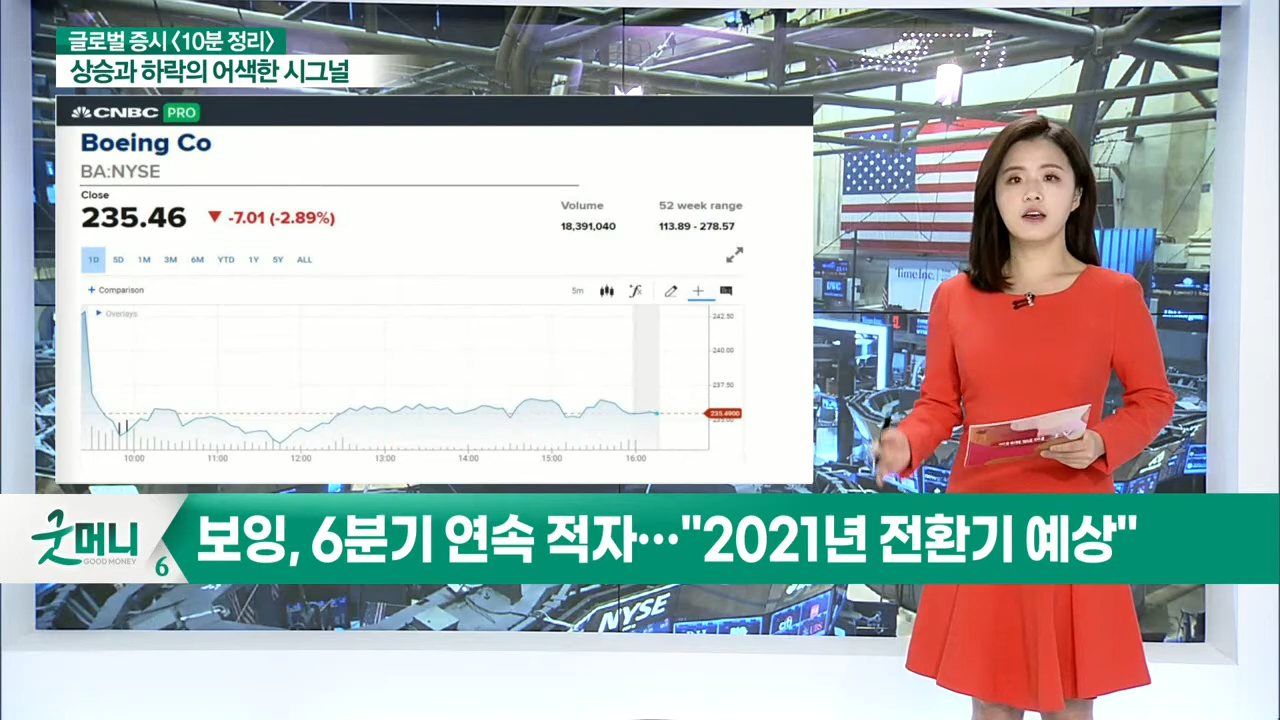 글로벌 증시 <10분 정리>
상승과 하락의 어색한 시그널
CNBC PRO
Boeing Co
BA:NYSE
Close
235.46 ▼ -7.01 (-2.89%)
Volume
18,391,040
52 week range
113.89 - 278.57
1D 5D 1M 3M 6M YTD 1Y 5Y ALL
+ Comparison
5m
Overlays
242.50
240.00
237.50
235.4900
10:00 11:00 12:00 13:00 14:00 15:00 16:00
Time Inc.
굿머니
GOOD MONEY
6
보잉, 6분기 연속 적자…"2021년 전환기 예상"
NYSE
citi